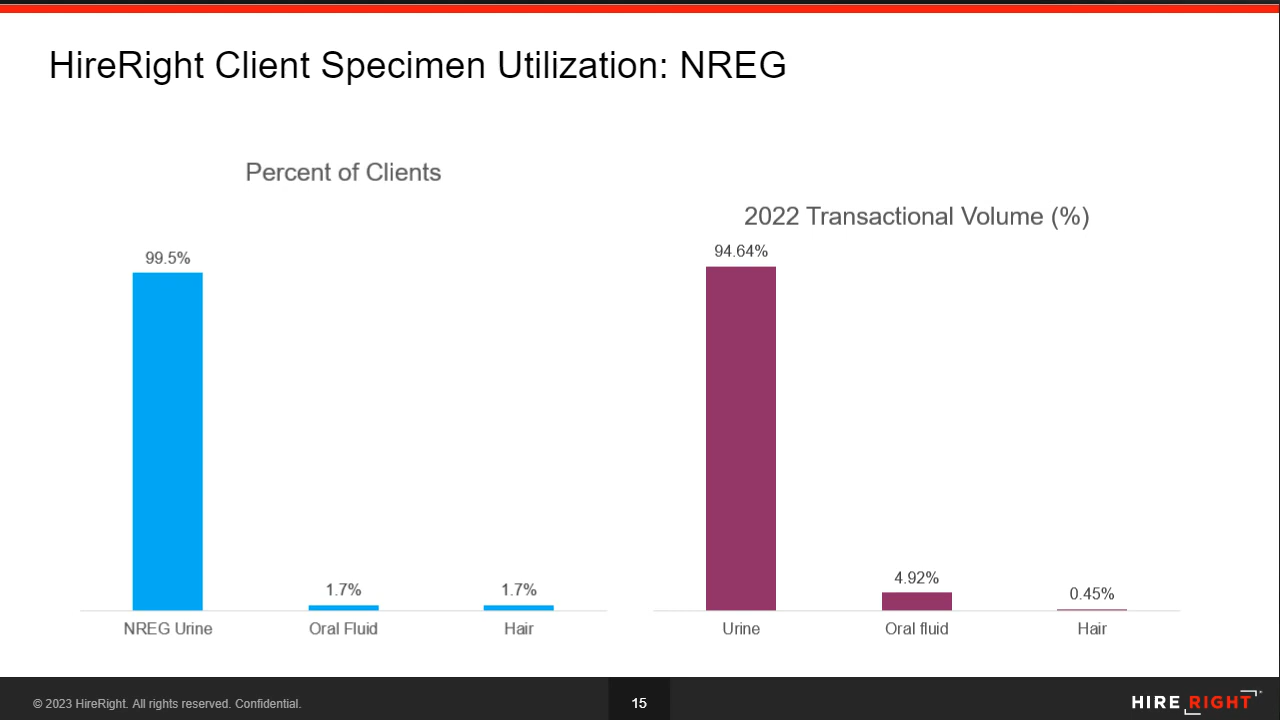 HireRight Client Specimen Utilization: NREG
Percent of Clients
99.5%
1.7%
1.7%
NREG Urine
Oral Fluid
Hair
2022 Transactional Volume (%)
94.64%
4.92%
0.45%
Urine
Oral fluid
Hair
© 2023 HireRight. All rights reserved. Confidential.
15
HIRE RIGHT